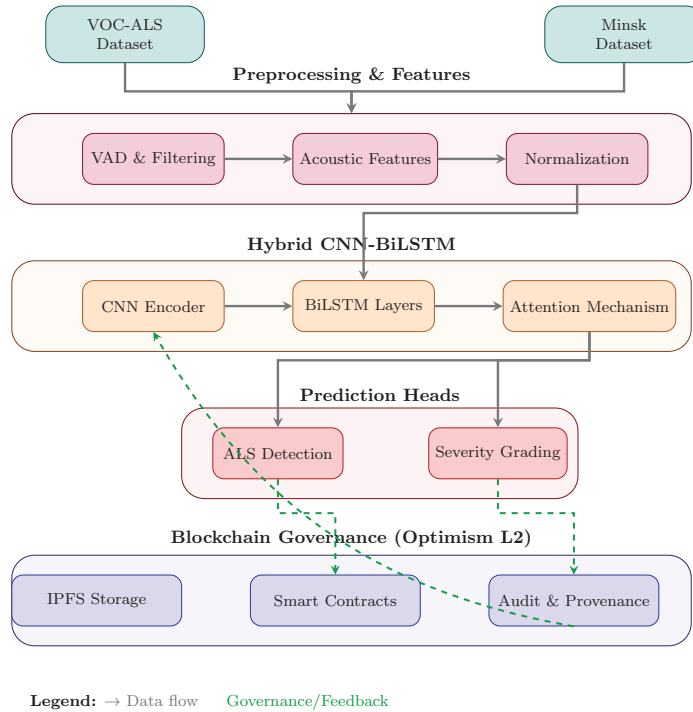 VOC-ALS
Dataset
Minsk
Dataset
Preprocessing & Features
VAD & Filtering
Acoustic Features
Normalization
Hybrid CNN-BiLSTM
CNN Encoder
BiLSTM Layers
Attention Mechanism
Prediction Heads
ALS Detection
Severity Grading
Blockchain Governance (Optimism L2)
IPFS Storage
Smart Contracts
Audit & Provenance
Legend: → Data flow Governance/Feedback